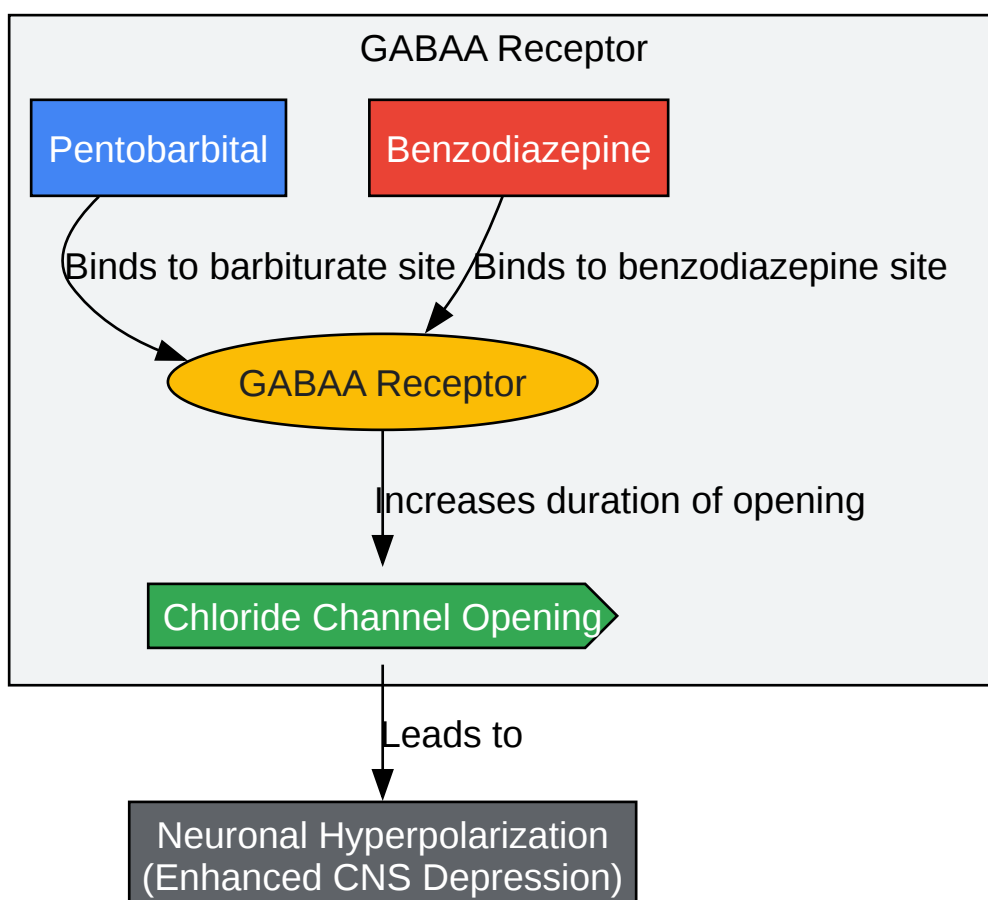 GABAA Receptor
Pentobarbital
Benzodiazepine
Binds to barbiturate site
Binds to benzodiazepine site
GABAA Receptor
Increases duration of opening
Chloride Channel Opening
Leads to
Neuronal Hyperpolarization
(Enhanced CNS Depression)